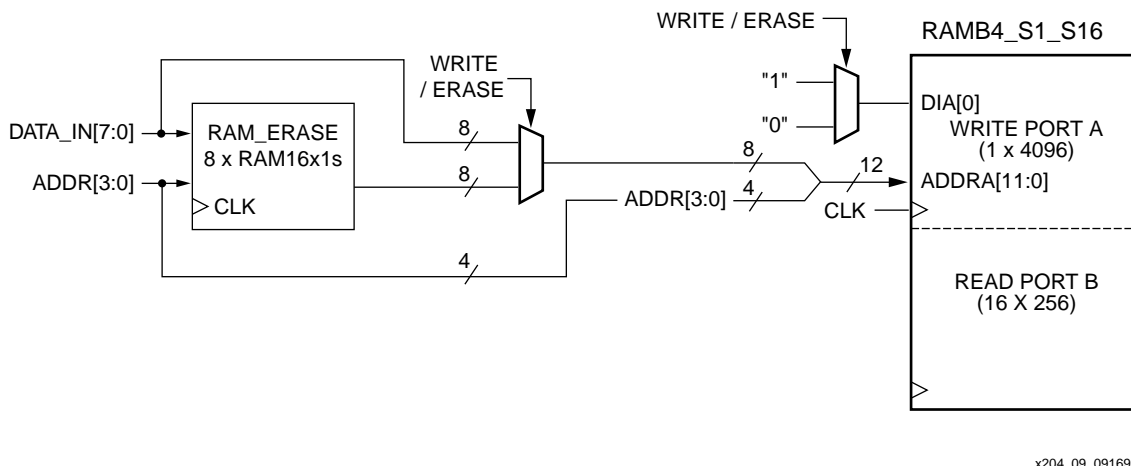 WRITE / ERASE
RAMB4_S1_S16
WRITE
/ ERASE
"1"
"0"
DIA[0]
WRITE PORT A
(1 x 4096)
DATA_IN[7:0]
RAM_ERASE
8 x RAM16x1s
8
8
8
12
ADDR[3:0]
CLK
ADDR[3:0]
4
ADDRA[11:0]
CLK
4
READ PORT B
(16 X 256)
x204_09_09169